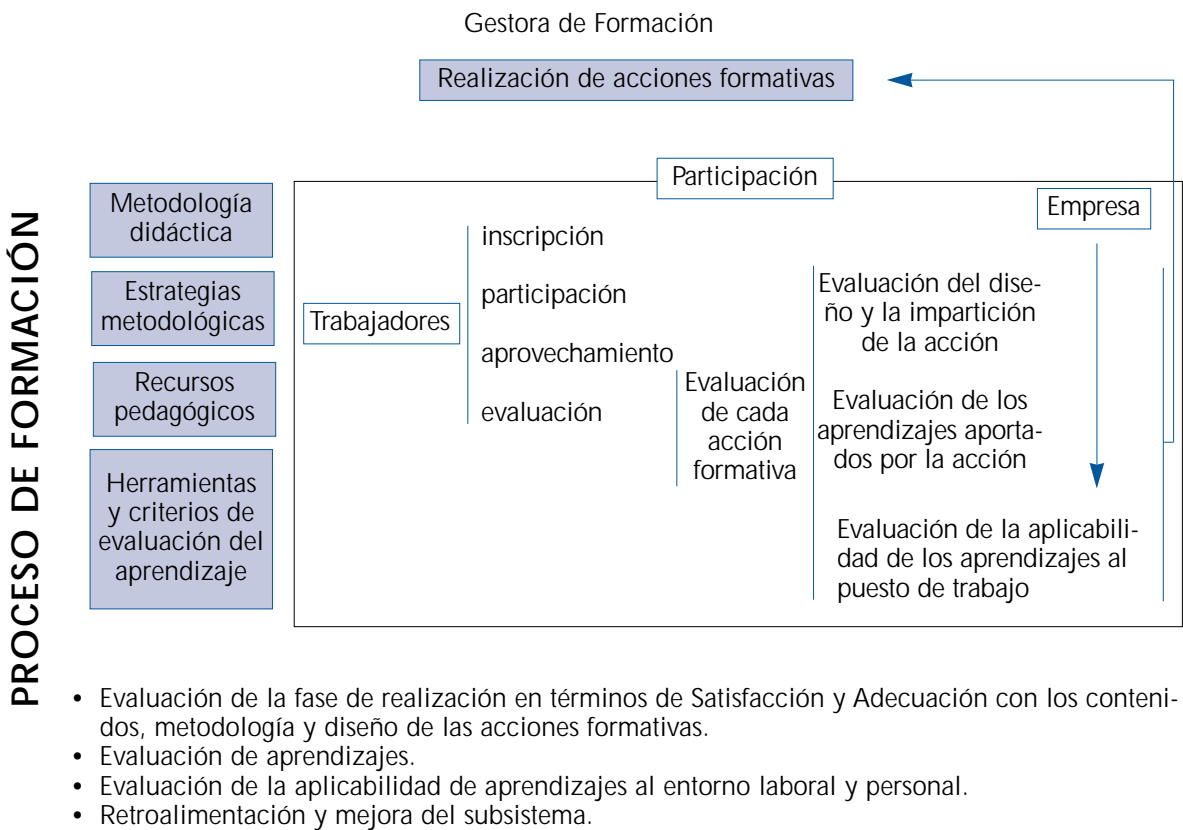 Gestora de Formación
Realización de acciones formativas
PROCESO DE FORMACIÓN
Metodología
didáctica
Estrategias
metodológicas
Recursos
pedagógicos
Herramientas
y criterios de
evaluación del
aprendizaje
Participación
Trabajadores
inscripción
participación
aprovechamiento
evaluación
Evaluación
de cada
acción
formativa
Empresa
Evaluación del dise-
ño y la impartición
de la acción
Evaluación de los
aprendizajes aporta-
dos por la acción
Evaluación de la aplicabili-
dad de los aprendizajes al
puesto de trabajo
• Evaluación de la fase de realización en términos de Satisfacción y Adecuación con los conteni-
dos, metodología y diseño de las acciones formativas.
• Evaluación de aprendizajes.
• Evaluación de la aplicabilidad de aprendizajes al entorno laboral y personal.
• Retroalimentación y mejora del subsistema.